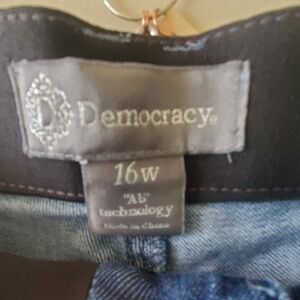 D Democracy®
16W
"Ab"
technology
Made in China